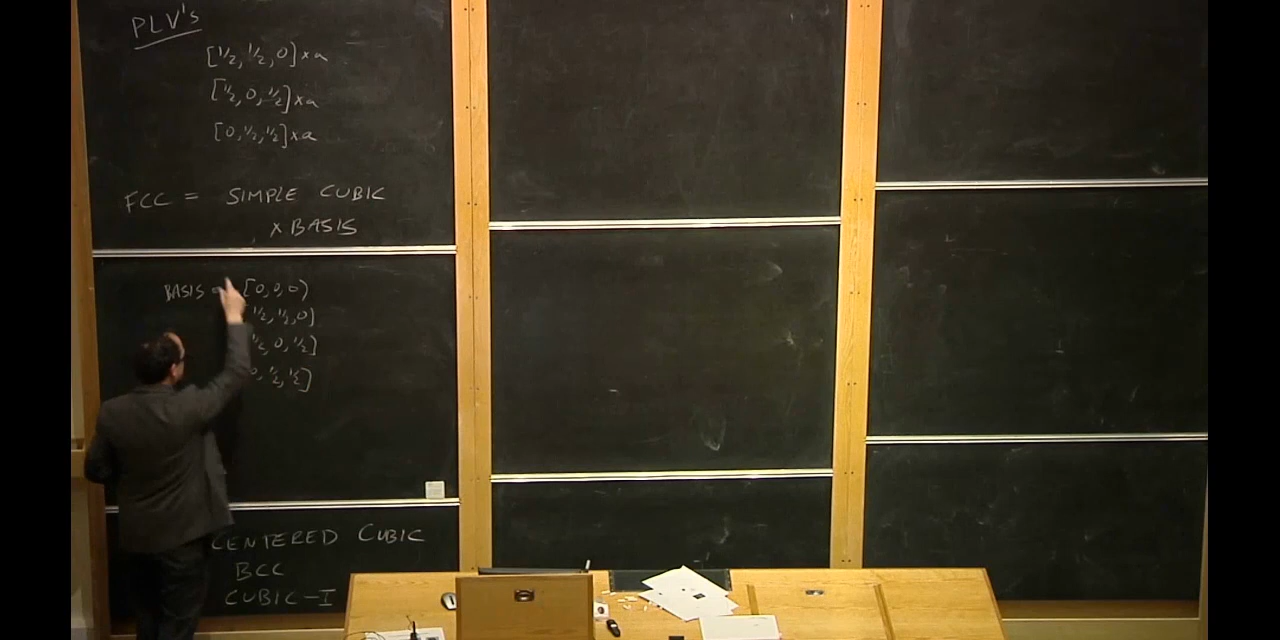 PLV's
[1/2, 1/2, 0] × a
[1/2, 0, 1/2] × a
[0, 1/2, 1/2] × a
FCC = SIMPLE CUBIC
× BASIS
BASIS = [0, 0, 0)
1/2, 1/2, 0]
1/2, 0, 1/2]
0, 1/2, 1/2]
CENTERED CUBIC
BCC
CUBIC-I